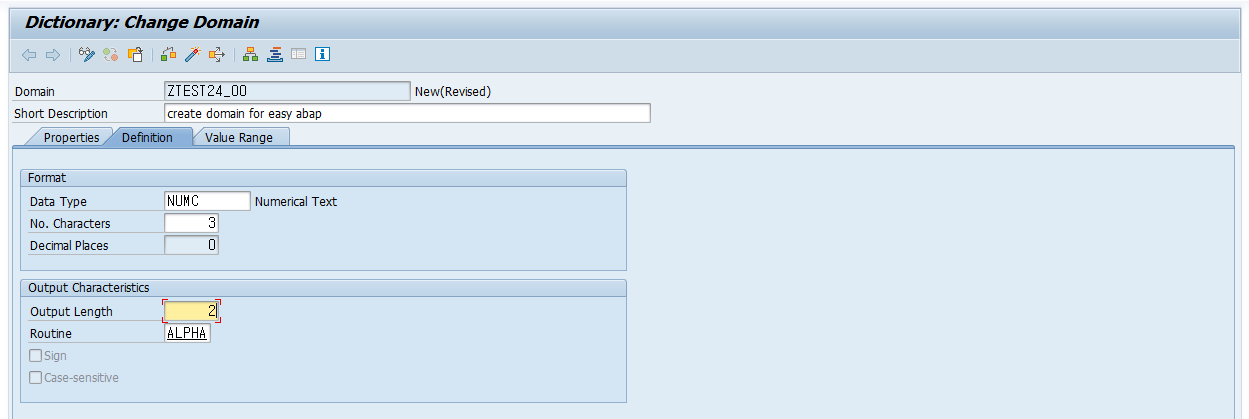 Dictionary: Change Domain
Domain ZTEST24_00 New(Revised)
Short Description create domain for easy abap
Properties Definition Value Range
Format
Data Type NUMC Numerical Text
No. Characters 3
Decimal Places 0
Output Characteristics
Output Length 2
Routine ALPHA
Sign
Case-sensitive